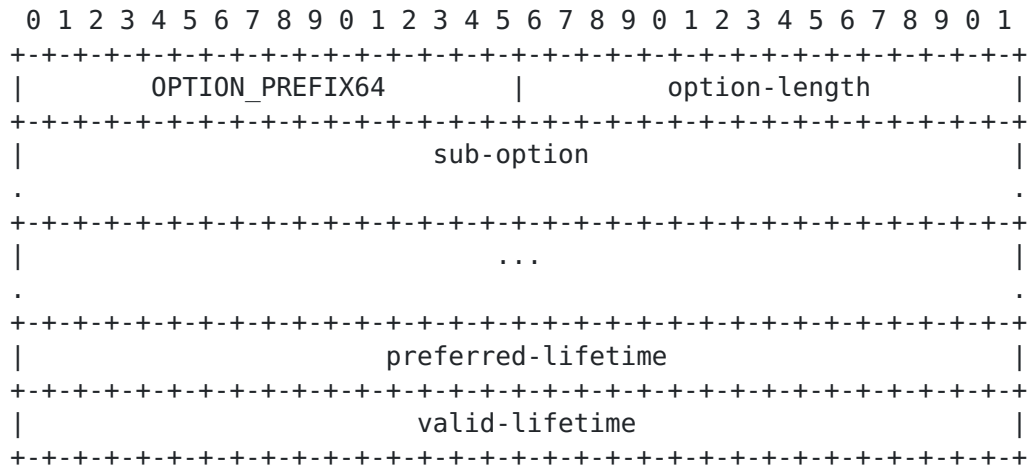 0 1 2 3 4 5 6 7 8 9 0 1 2 3 4 5 6 7 8 9 0 1 2 3 4 5 6 7 8 9 0 1
+-+-+-+-+-+-+-+-+-+-+-+-+-+-+-+-+-+-+-+-+-+-+-+-+-+-+-+-+-+-+-+-+
|        OPTION_PREFIX64        |         option-length         |
+-+-+-+-+-+-+-+-+-+-+-+-+-+-+-+-+-+-+-+-+-+-+-+-+-+-+-+-+-+-+-+-+
|                          sub-option                           |
.                                                               .
+-+-+-+-+-+-+-+-+-+-+-+-+-+-+-+-+-+-+-+-+-+-+-+-+-+-+-+-+-+-+-+-+
|                              ...                              |
.                                                               .
+-+-+-+-+-+-+-+-+-+-+-+-+-+-+-+-+-+-+-+-+-+-+-+-+-+-+-+-+-+-+-+-+
|                       preferred-lifetime                      |
+-+-+-+-+-+-+-+-+-+-+-+-+-+-+-+-+-+-+-+-+-+-+-+-+-+-+-+-+-+-+-+-+
|                         valid-lifetime                        |
+-+-+-+-+-+-+-+-+-+-+-+-+-+-+-+-+-+-+-+-+-+-+-+-+-+-+-+-+-+-+-+-+